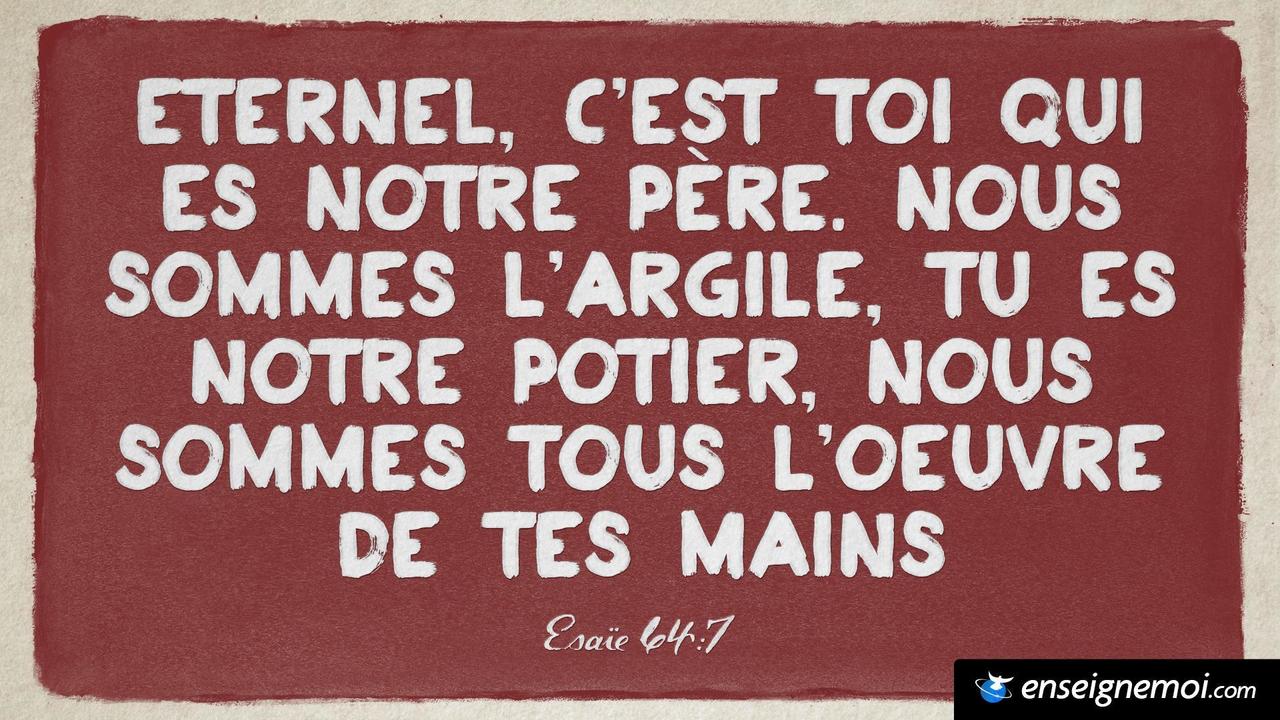 ETERNEL, C'EST TOI QUI
ES NOTRE PÈRE. NOUS
SOMMES L'ARGILE, TU ES
NOTRE POTIER, NOUS
SOMMES TOUS L'OEUVRE
DE TES MAINS
Esaïe 64:7
enseignemoi.com